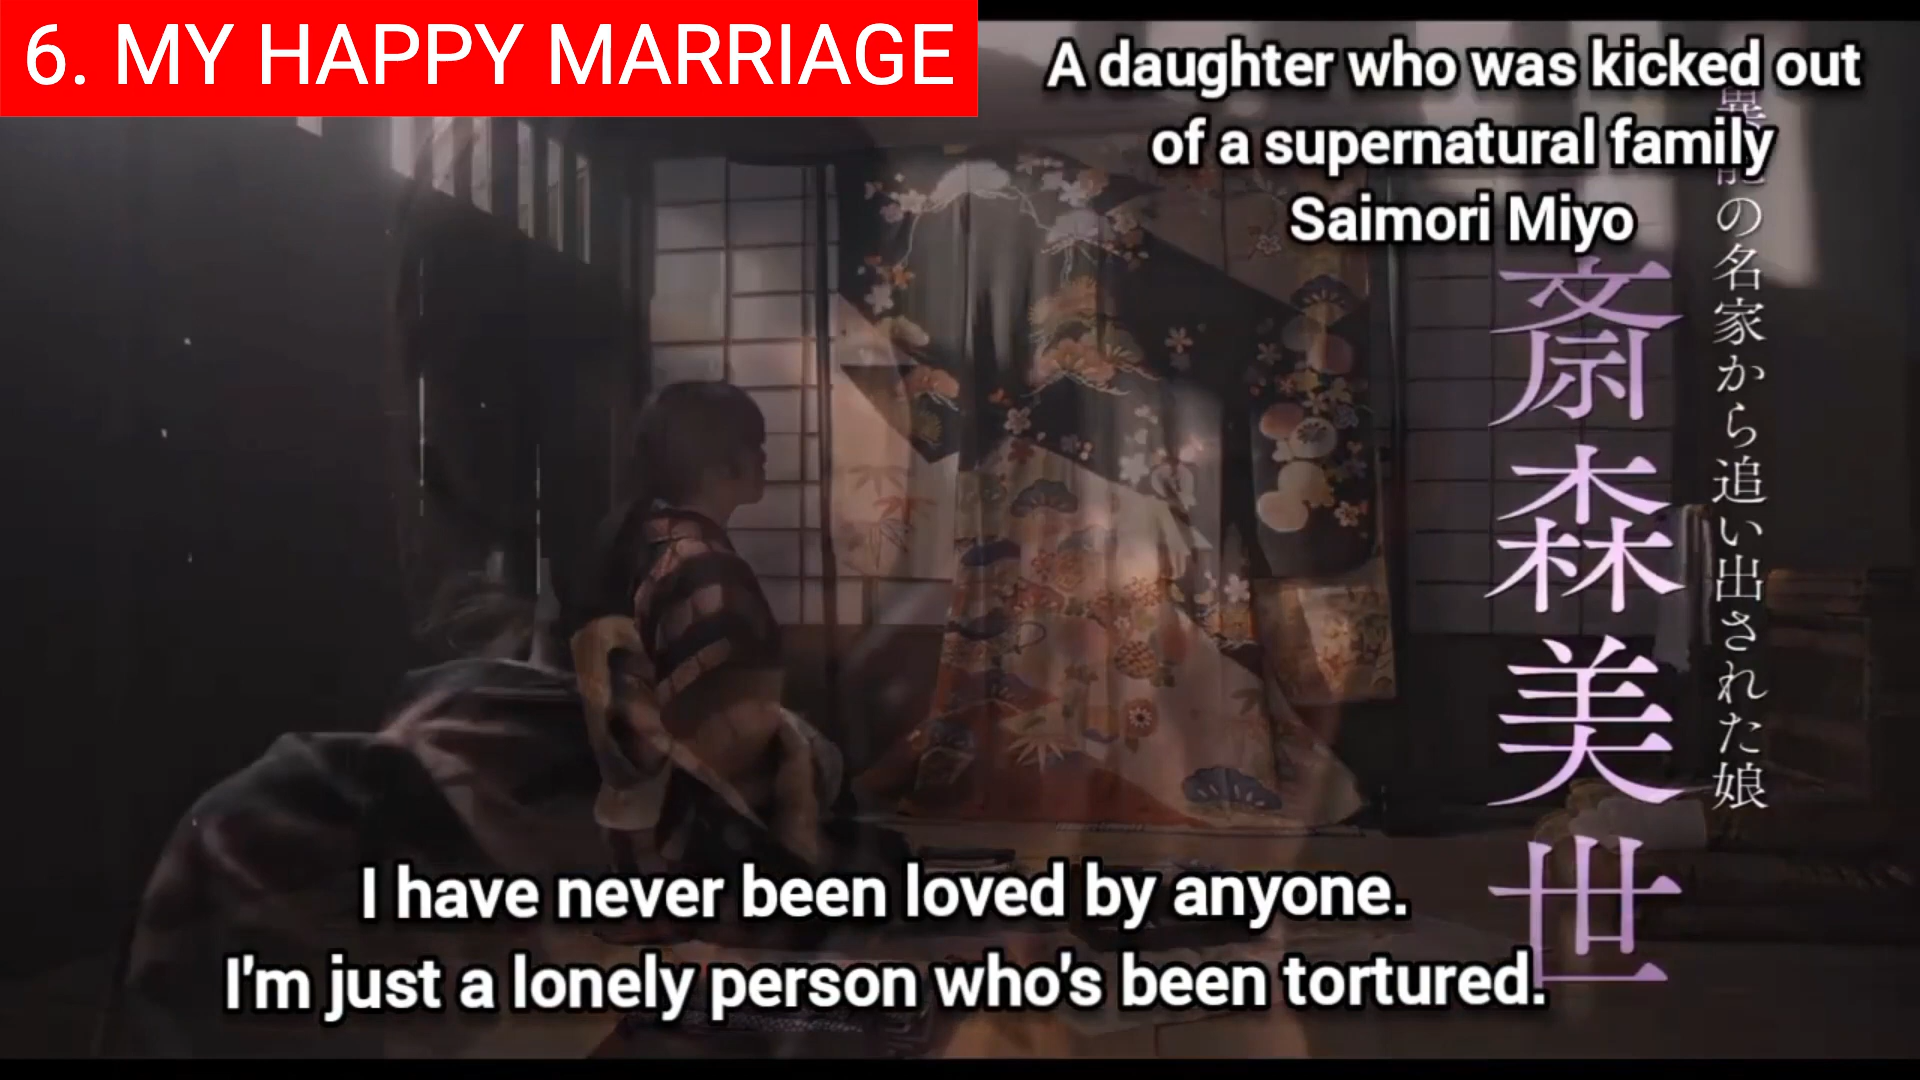 6. MY HAPPY MARRIAGE
A daughter who was kicked out
of a supernatural family
Saimori Miyo
の名家から追い出された娘
斎森美世
I have never been loved by anyone.
I'm just a lonely person who's been tortured.